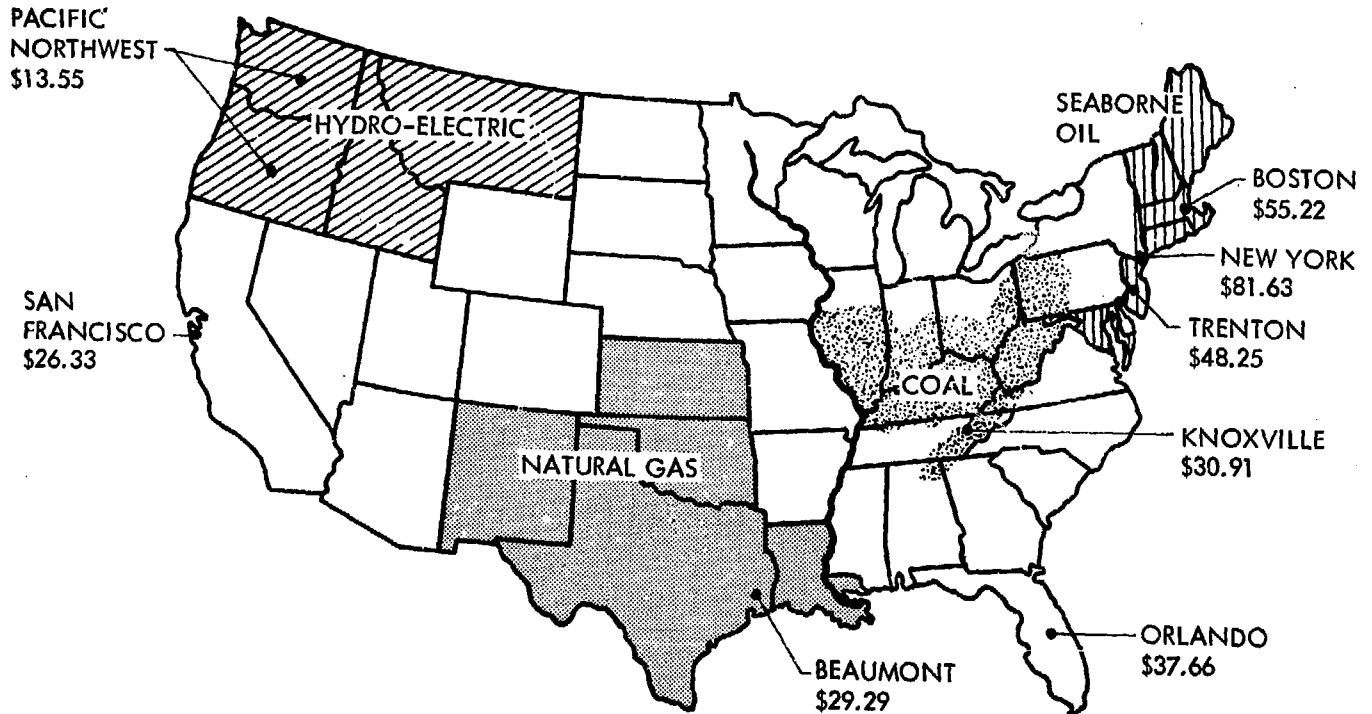 PACIFIC
NORTHWEST
$13.55
HYDRO-ELECTRIC
SEABORNE
OIL
BOSTON
$55.22
NEW YORK
$81.63
TRENTON
$48.25
SAN
FRANCISCO
$26.33
COAL
KNOXVILLE
$30.91
NATURAL GAS
ORLANDO
$37.66
BEAUMONT
$29.29